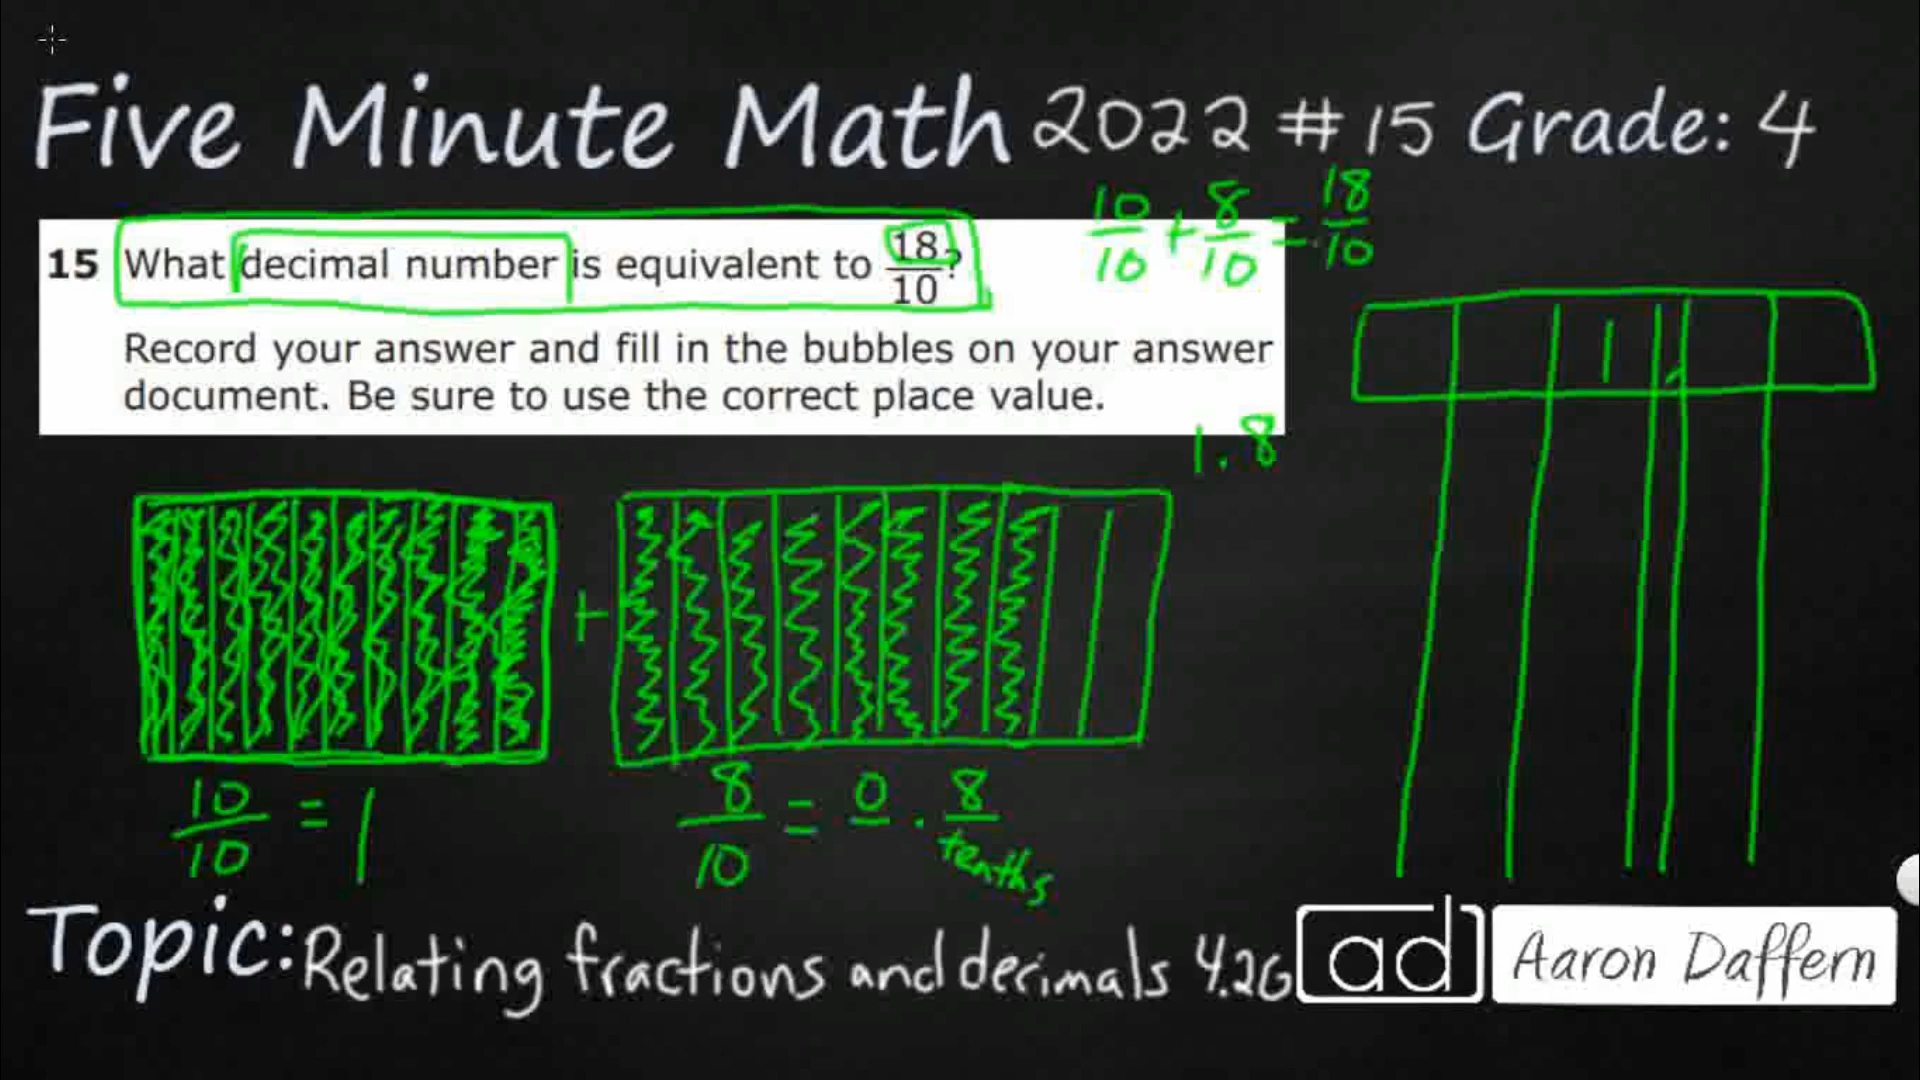 Five Minute Math 2022 #15 Grade: 4
10/10 + 8/10 = 18/10
15 What decimal number is equivalent to 18/10?
Record your answer and fill in the bubbles on your answer
document. Be sure to use the correct place value.
1 .
1.8
+
10/10 = 1
8/10 = 0.8
tenths
Topic: Relating fractions and decimals 4.2G
ad Aaron Daffern